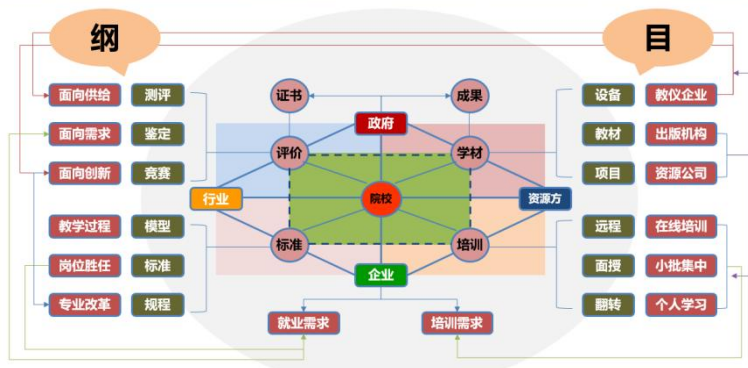 纲
目
面向供给 测评
面向需求 鉴定
面向创新 竞赛
教学过程 模型
岗位胜任 标准
专业改革 规程
证书
成果
政府
评价
学材
行业
院校
资源方
标准
培训
企业
就业需求
培训需求
设备 教仪企业
教材 出版机构
项目 资源公司
远程 在线培训
面授 小批集中
翻转 个人学习